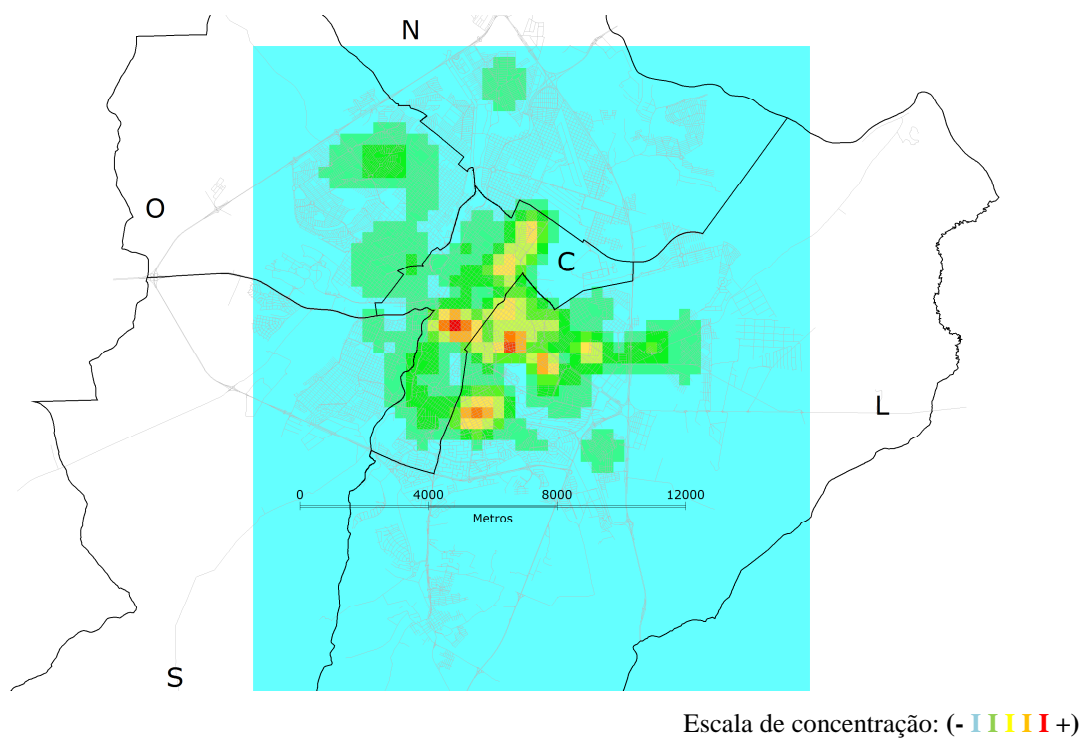 N
O
C
L
0 4000 8000 12000
Metros
S
Escala de concentração: (- I I I I I +)